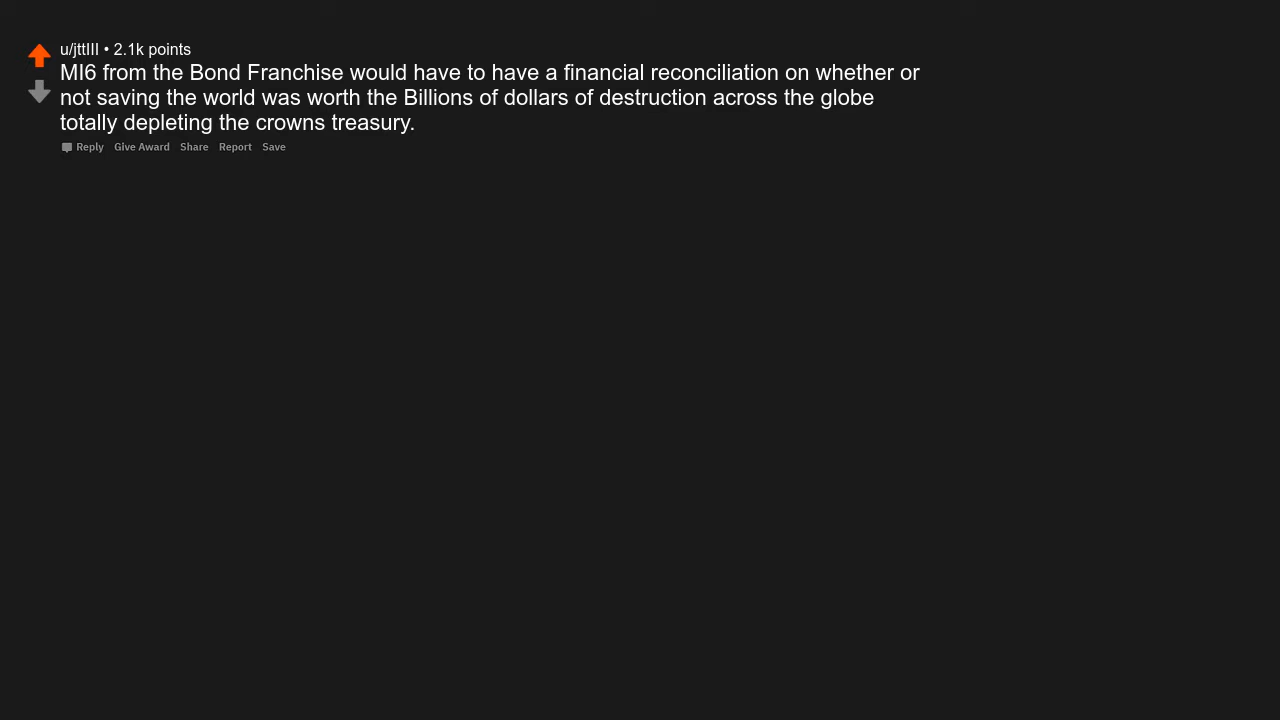 u/jttIII • 2.1k points
MI6 from the Bond Franchise would have to have a financial reconciliation on whether or
not saving the world was worth the Billions of dollars of destruction across the globe
totally depleting the crowns treasury.
Reply Give Award Share Report Save